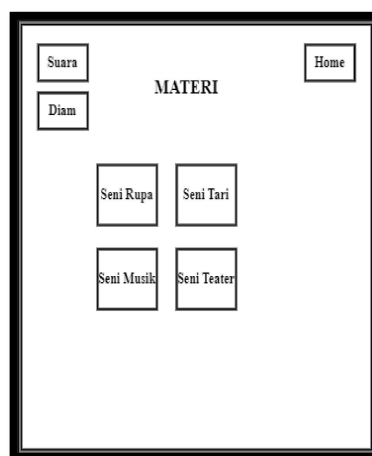 Suara
Home
MATERI
Diam
Seni Rupa
Seni Tari
Seni Musik
Seni Teater